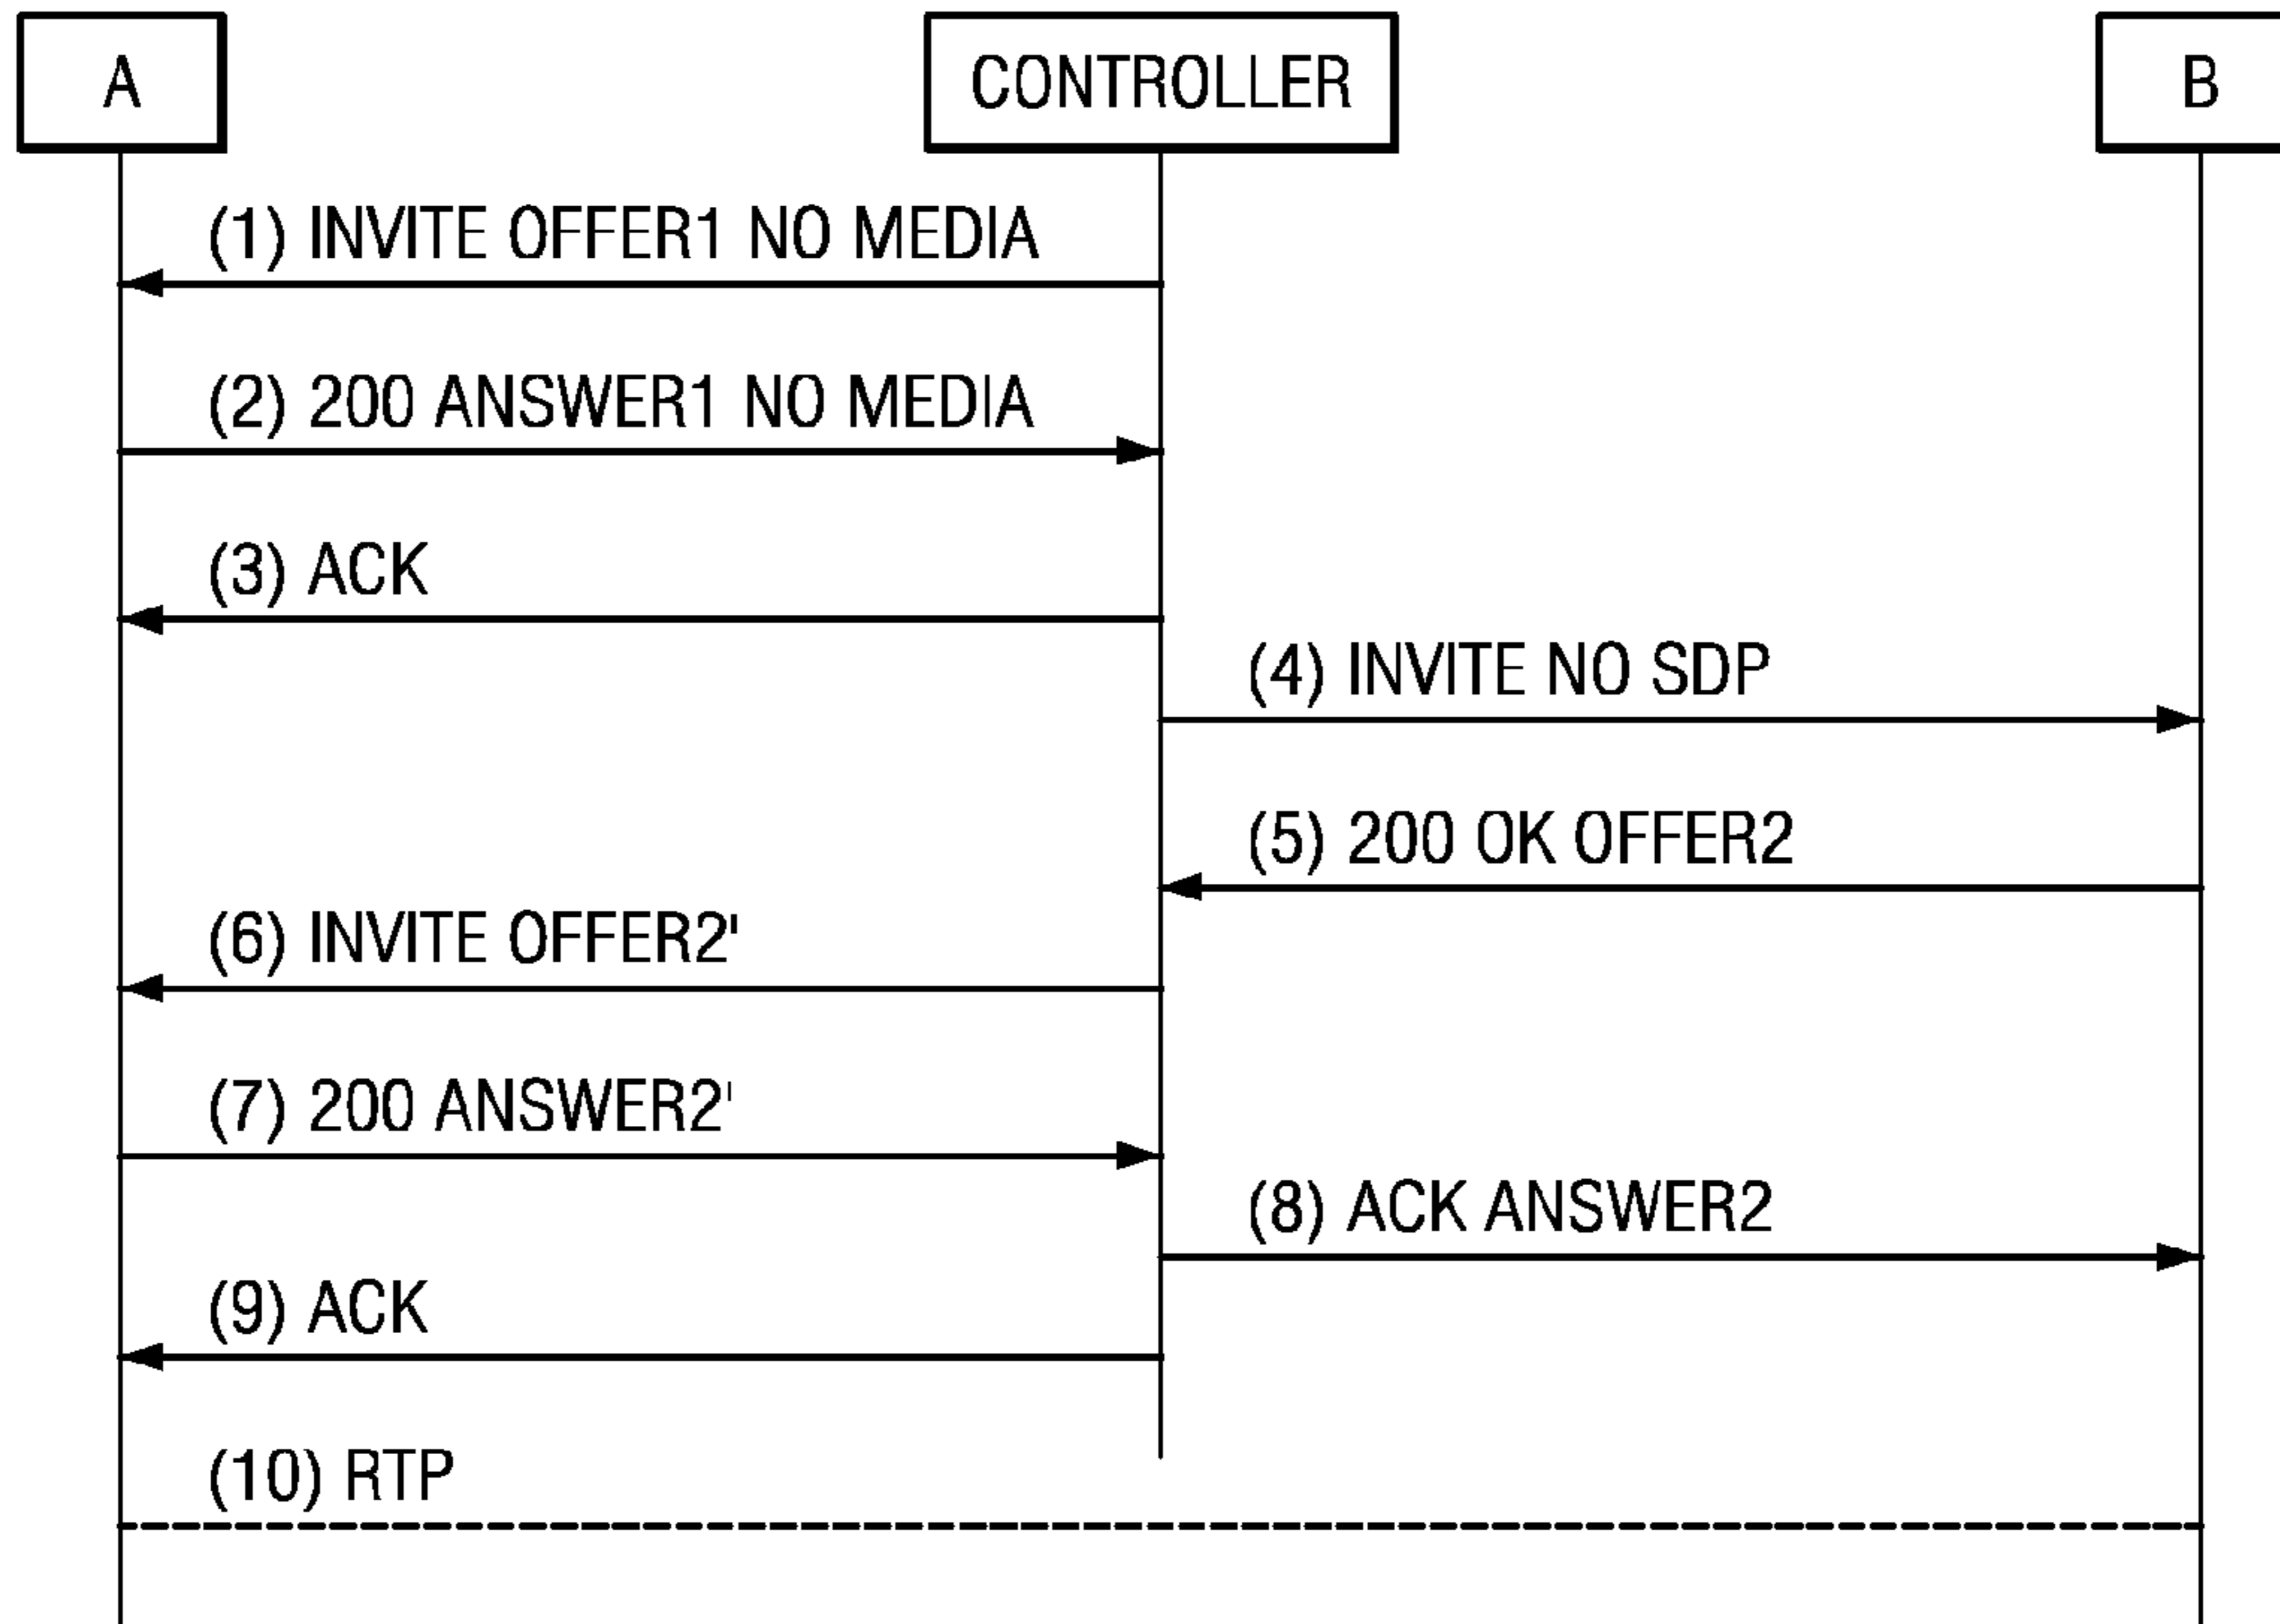 A
CONTROLLER
B
(1) INVITE OFFER1 NO MEDIA
(2) 200 ANSWER1 NO MEDIA
(3) ACK
(4) INVITE NO SDP
(5) 200 OK OFFER2
(6) INVITE OFFER2'
(7) 200 ANSWER2'
(8) ACK ANSWER2
(9) ACK
(10) RTP